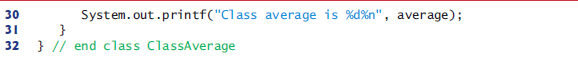 30 System.out.printf("Class average is %d%n", average);
31 }
32 } // end class ClassAverage